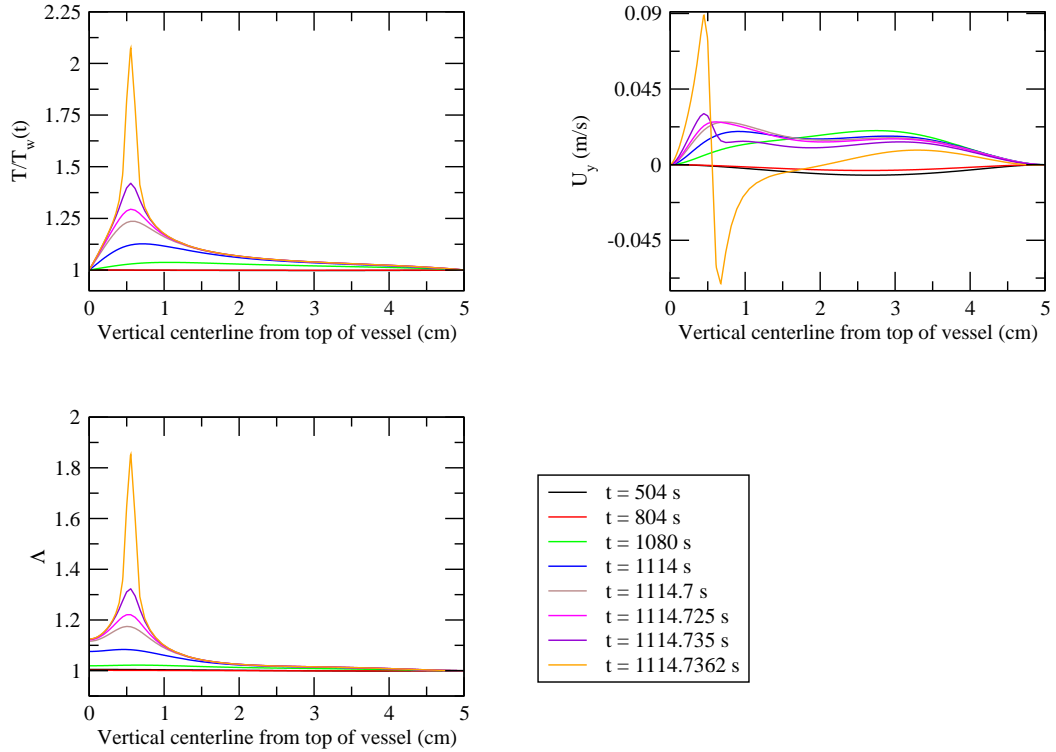 2.25
2
1.75
1.5
1.25
1
T/T_w(t)
0 1 2 3 4 5
Vertical centerline from top of vessel (cm)
0.09
0.045
0
-0.045
U_y (m/s)
0 1 2 3 4 5
Vertical centerline from top of vessel (cm)
2
1.8
1.6
1.4
1.2
1
Λ
0 1 2 3 4 5
Vertical centerline from top of vessel (cm)
t = 504 s
t = 804 s
t = 1080 s
t = 1114 s
t = 1114.7 s
t = 1114.725 s
t = 1114.735 s
t = 1114.7362 s